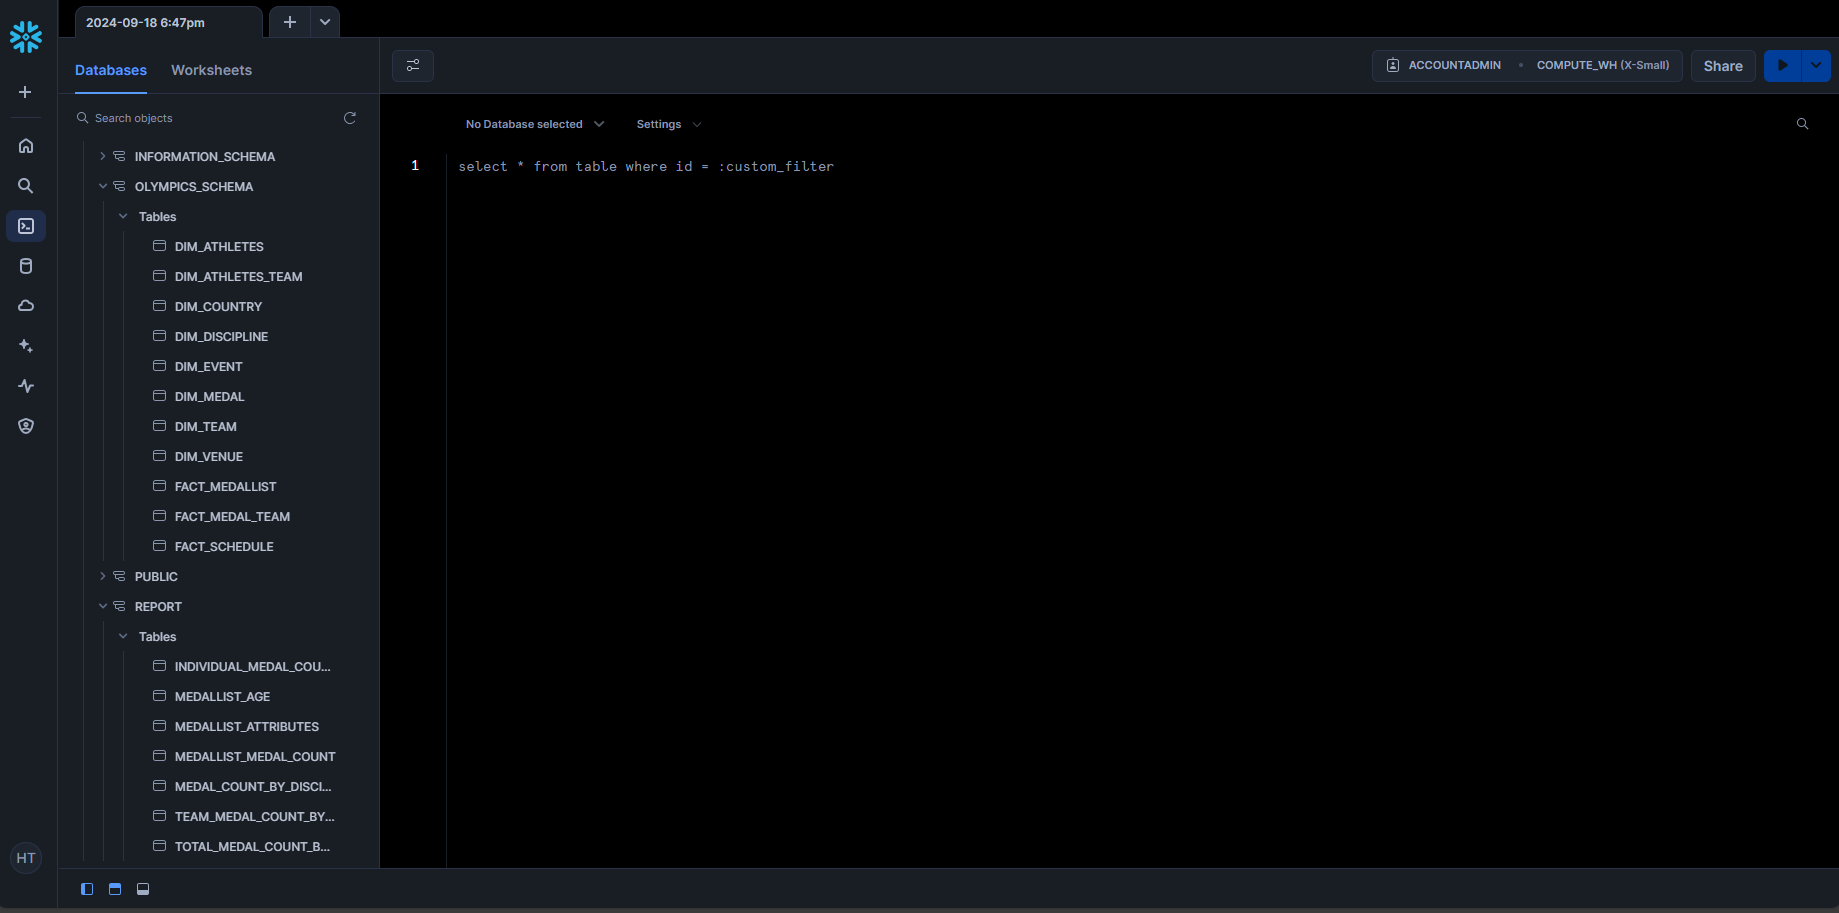 2024-09-18 6:47pm
Databases
Worksheets
ACCOUNTADMIN
COMPUTE_WH (X-Small)
Share
Search objects
No Database selected
Settings
INFORMATION_SCHEMA
1
select * from table where id = :custom_filter
OLYMPICS_SCHEMA
Tables
DIM_ATHLETES
DIM_ATHLETES_TEAM
DIM_COUNTRY
DIM_DISCIPLINE
DIM_EVENT
DIM_MEDAL
DIM_TEAM
DIM_VENUE
FACT_MEDALLIST
FACT_MEDAL_TEAM
FACT_SCHEDULE
PUBLIC
REPORT
Tables
INDIVIDUAL_MEDAL_COU...
MEDALLIST_AGE
MEDALLIST_ATTRIBUTES
MEDALLIST_MEDAL_COUNT
MEDAL_COUNT_BY_DISCI...
TEAM_MEDAL_COUNT_BY...
TOTAL_MEDAL_COUNT_B...
HT